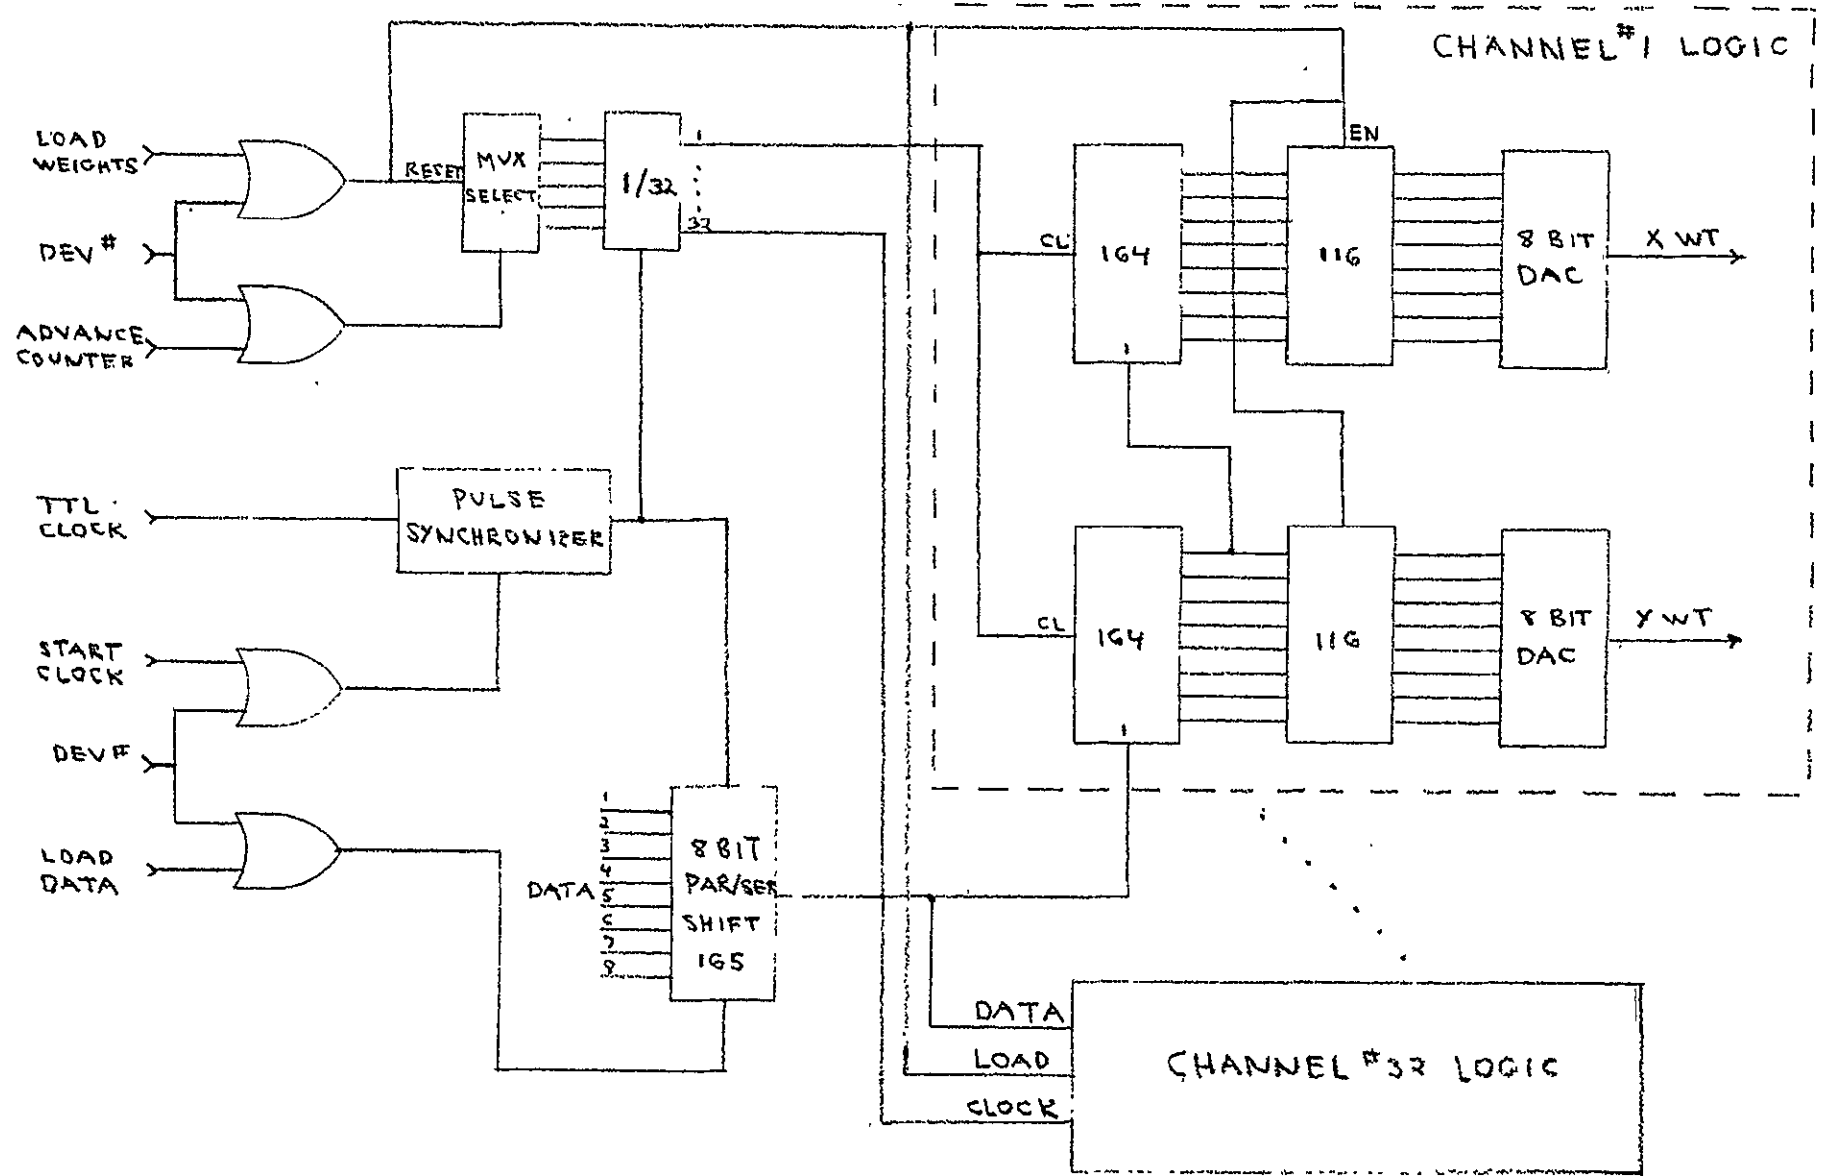 CHANNEL #1 LOGIC
LOAD
WEIGHTS
DEV #
ADVANCE
COUNTER
RESET
MUX
SELECT
1/32
1
32
EN
CL
164
116
8 BIT
DAC
X WT
1
TTL
CLOCK
PULSE
SYNCHRONIZER
START
CLOCK
DEV #
LOAD
DATA
CL
164
116
8 BIT
DAC
Y WT
1
DATA
1
2
3
4
5
6
7
8
8 BIT
PAR/SER
SHIFT
165
DATA
LOAD
CLOCK
CHANNEL #32 LOGIC